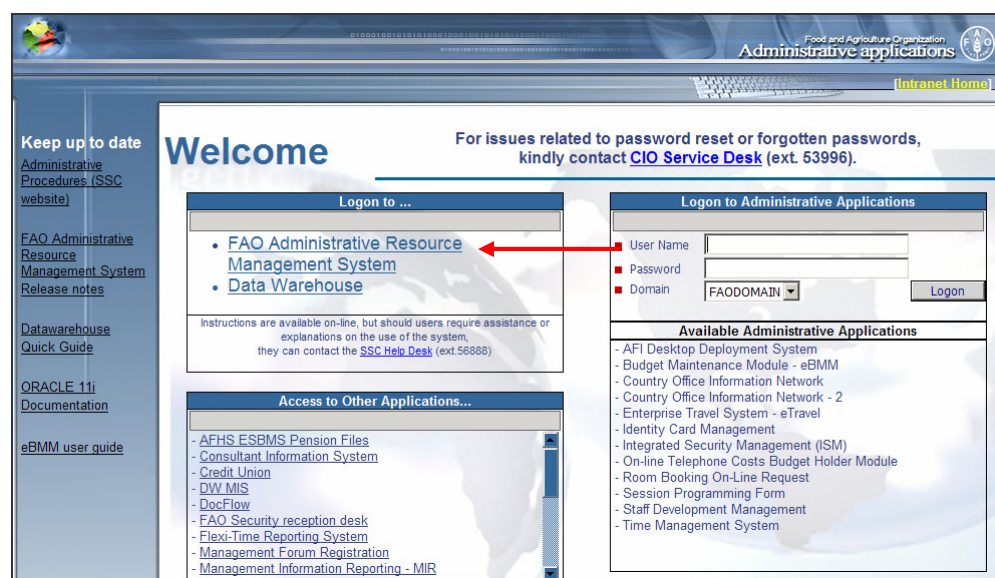 Food and Agriculture Organization
Administrative applications
[Intranet Home]
Keep up to date
Administrative
Procedures (SSC
website)
FAO Administrative
Resource
Management System
Release notes
Datawarehouse
Quick Guide
ORACLE 11i
Documentation
eBMM user guide
Welcome
For issues related to password reset or forgotten passwords,
kindly contact CIO Service Desk (ext. 53996).
Logon to ...
• FAO Administrative Resource
Management System
• Data Warehouse
Instructions are available on-line, but should users require assistance or
explanations on the use of the system,
they can contact the SSC Help Desk (ext.56888)
Access to Other Applications...
- AFHS ESBMS Pension Files
- Consultant Information System
- Credit Union
- DW MIS
- DocFlow
- FAO Security reception desk
- Flexi-Time Reporting System
- Management Forum Registration
- Management Information Reporting - MIR
Logon to Administrative Applications
User Name
Password
Domain FAODOMAIN Logon
Available Administrative Applications
- AFI Desktop Deployment System
- Budget Maintenance Module - eBMM
- Country Office Information Network
- Country Office Information Network - 2
- Enterprise Travel System - eTravel
- Identity Card Management
- Integrated Security Management (ISM)
- On-line Telephone Costs Budget Holder Module
- Room Booking On-Line Request
- Session Programming Form
- Staff Development Management
- Time Management System